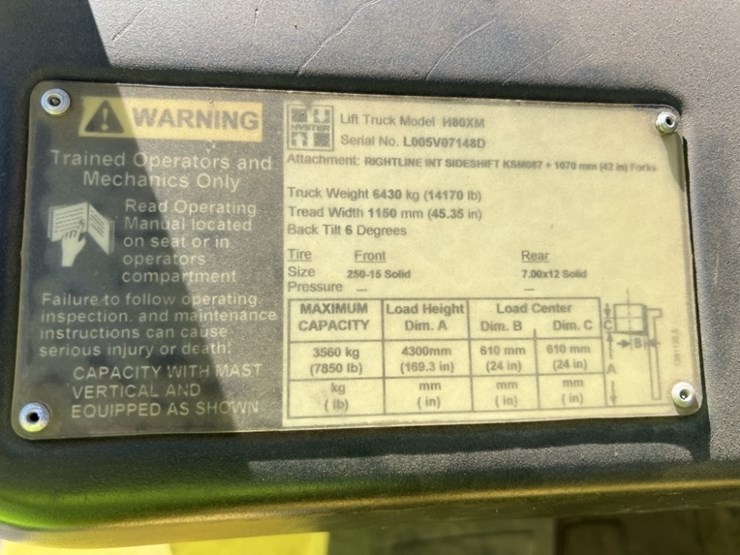 WARNING
Trained Operators and
Mechanics Only
Read Operating
Manual located
on seat or in
operators
compartment
Failure to follow operating,
inspection, and maintenance
instructions can cause
serious injury or death!
CAPACITY WITH MAST
VERTICAL AND
EQUIPPED AS SHOWN
HYSTER
Lift Truck Model H80XM
Serial No. L005V07148D
Attachment: RIGHTLINE INT SIDESHIFT KSM087 + 1070 mm (42 in) Forks
Truck Weight 6430 kg (14170 lb)
Tread Width 1150 mm (45.35 in)
Back Tilt 6 Degrees
Tire Front Rear
Size 250-15 Solid 7.00x12 Solid
Pressure — —
MAXIMUM CAPACITY Load Height Dim. A Load Center Dim. B Dim. C
3560 kg (7850 lb) 4300mm (169.3 in) 610 mm (24 in) 610 mm (24 in)
kg (lb) mm (in) mm (in) mm (in)
C
B
A